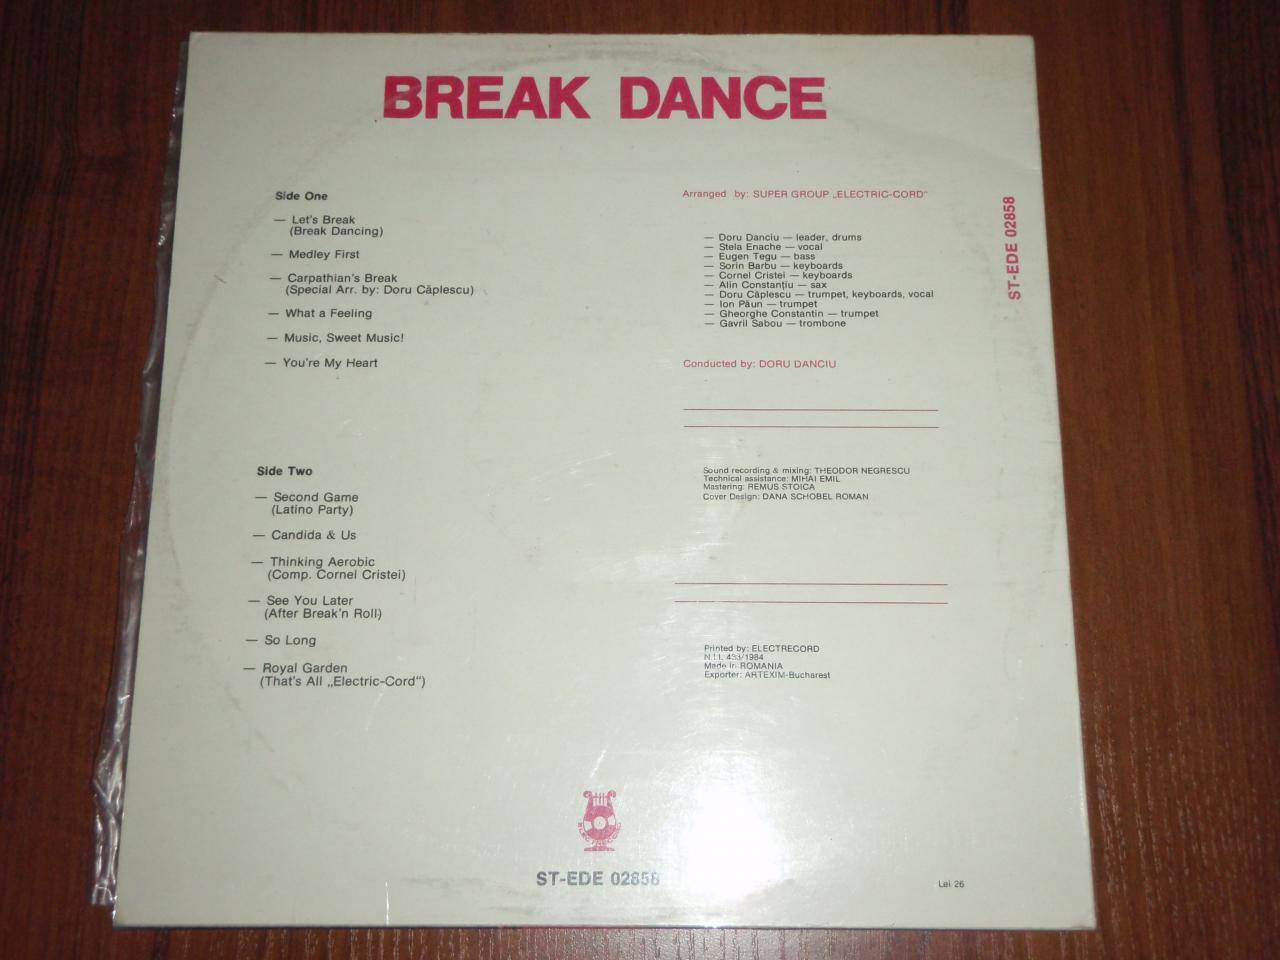 BREAK DANCE
Side One
— Let's Break
(Break Dancing)
— Medley First
— Carpathian's Break
(Special Arr. by: Doru Căplescu)
— What a Feeling
— Music, Sweet Music!
— You're My Heart
Side Two
— Second Game
(Latino Party)
— Candida & Us
— Thinking Aerobic
(Comp. Cornel Cristei)
— See You Later
(After Break'n Roll)
— So Long
— Royal Garden
(That's All „Electric-Cord")
Arranged by: SUPER GROUP „ELECTRIC-CORD"
— Doru Danciu — leader, drums
— Stela Enache — vocal
— Eugen Tegu — bass
— Sorin Barbu — keyboards
— Cornel Cristei — keyboards
— Alin Constanțiu — sax
— Doru Căplescu — trumpet, keyboards, vocal
— Ion Păun — trumpet
— Gheorghe Constantin — trumpet
— Gavril Sabou — trombone
Conducted by: DORU DANCIU
Sound recording & mixing: THEODOR NEGRESCU
Technical assistance: MIHAI EMIL
Mastering: REMUS STOICA
Cover Design: DANA SCHOBEL ROMAN
Printed by: ELECTRECORD
1984
Made in ROMANIA
Exporter: ARTEXIM-Bucharest
ST-EDE 02858
ELECTRECORD
ST-EDE 02858
Lei 26